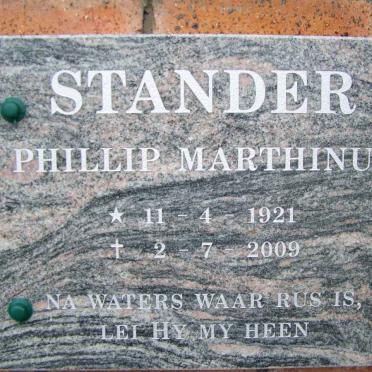 STANDER
PHILLIP MARTHINU
★ 11 - 4 - 1921
† 2 - 7 - 2009
NA WATERS WAAR RUS IS,
LEI HY MY HEEN